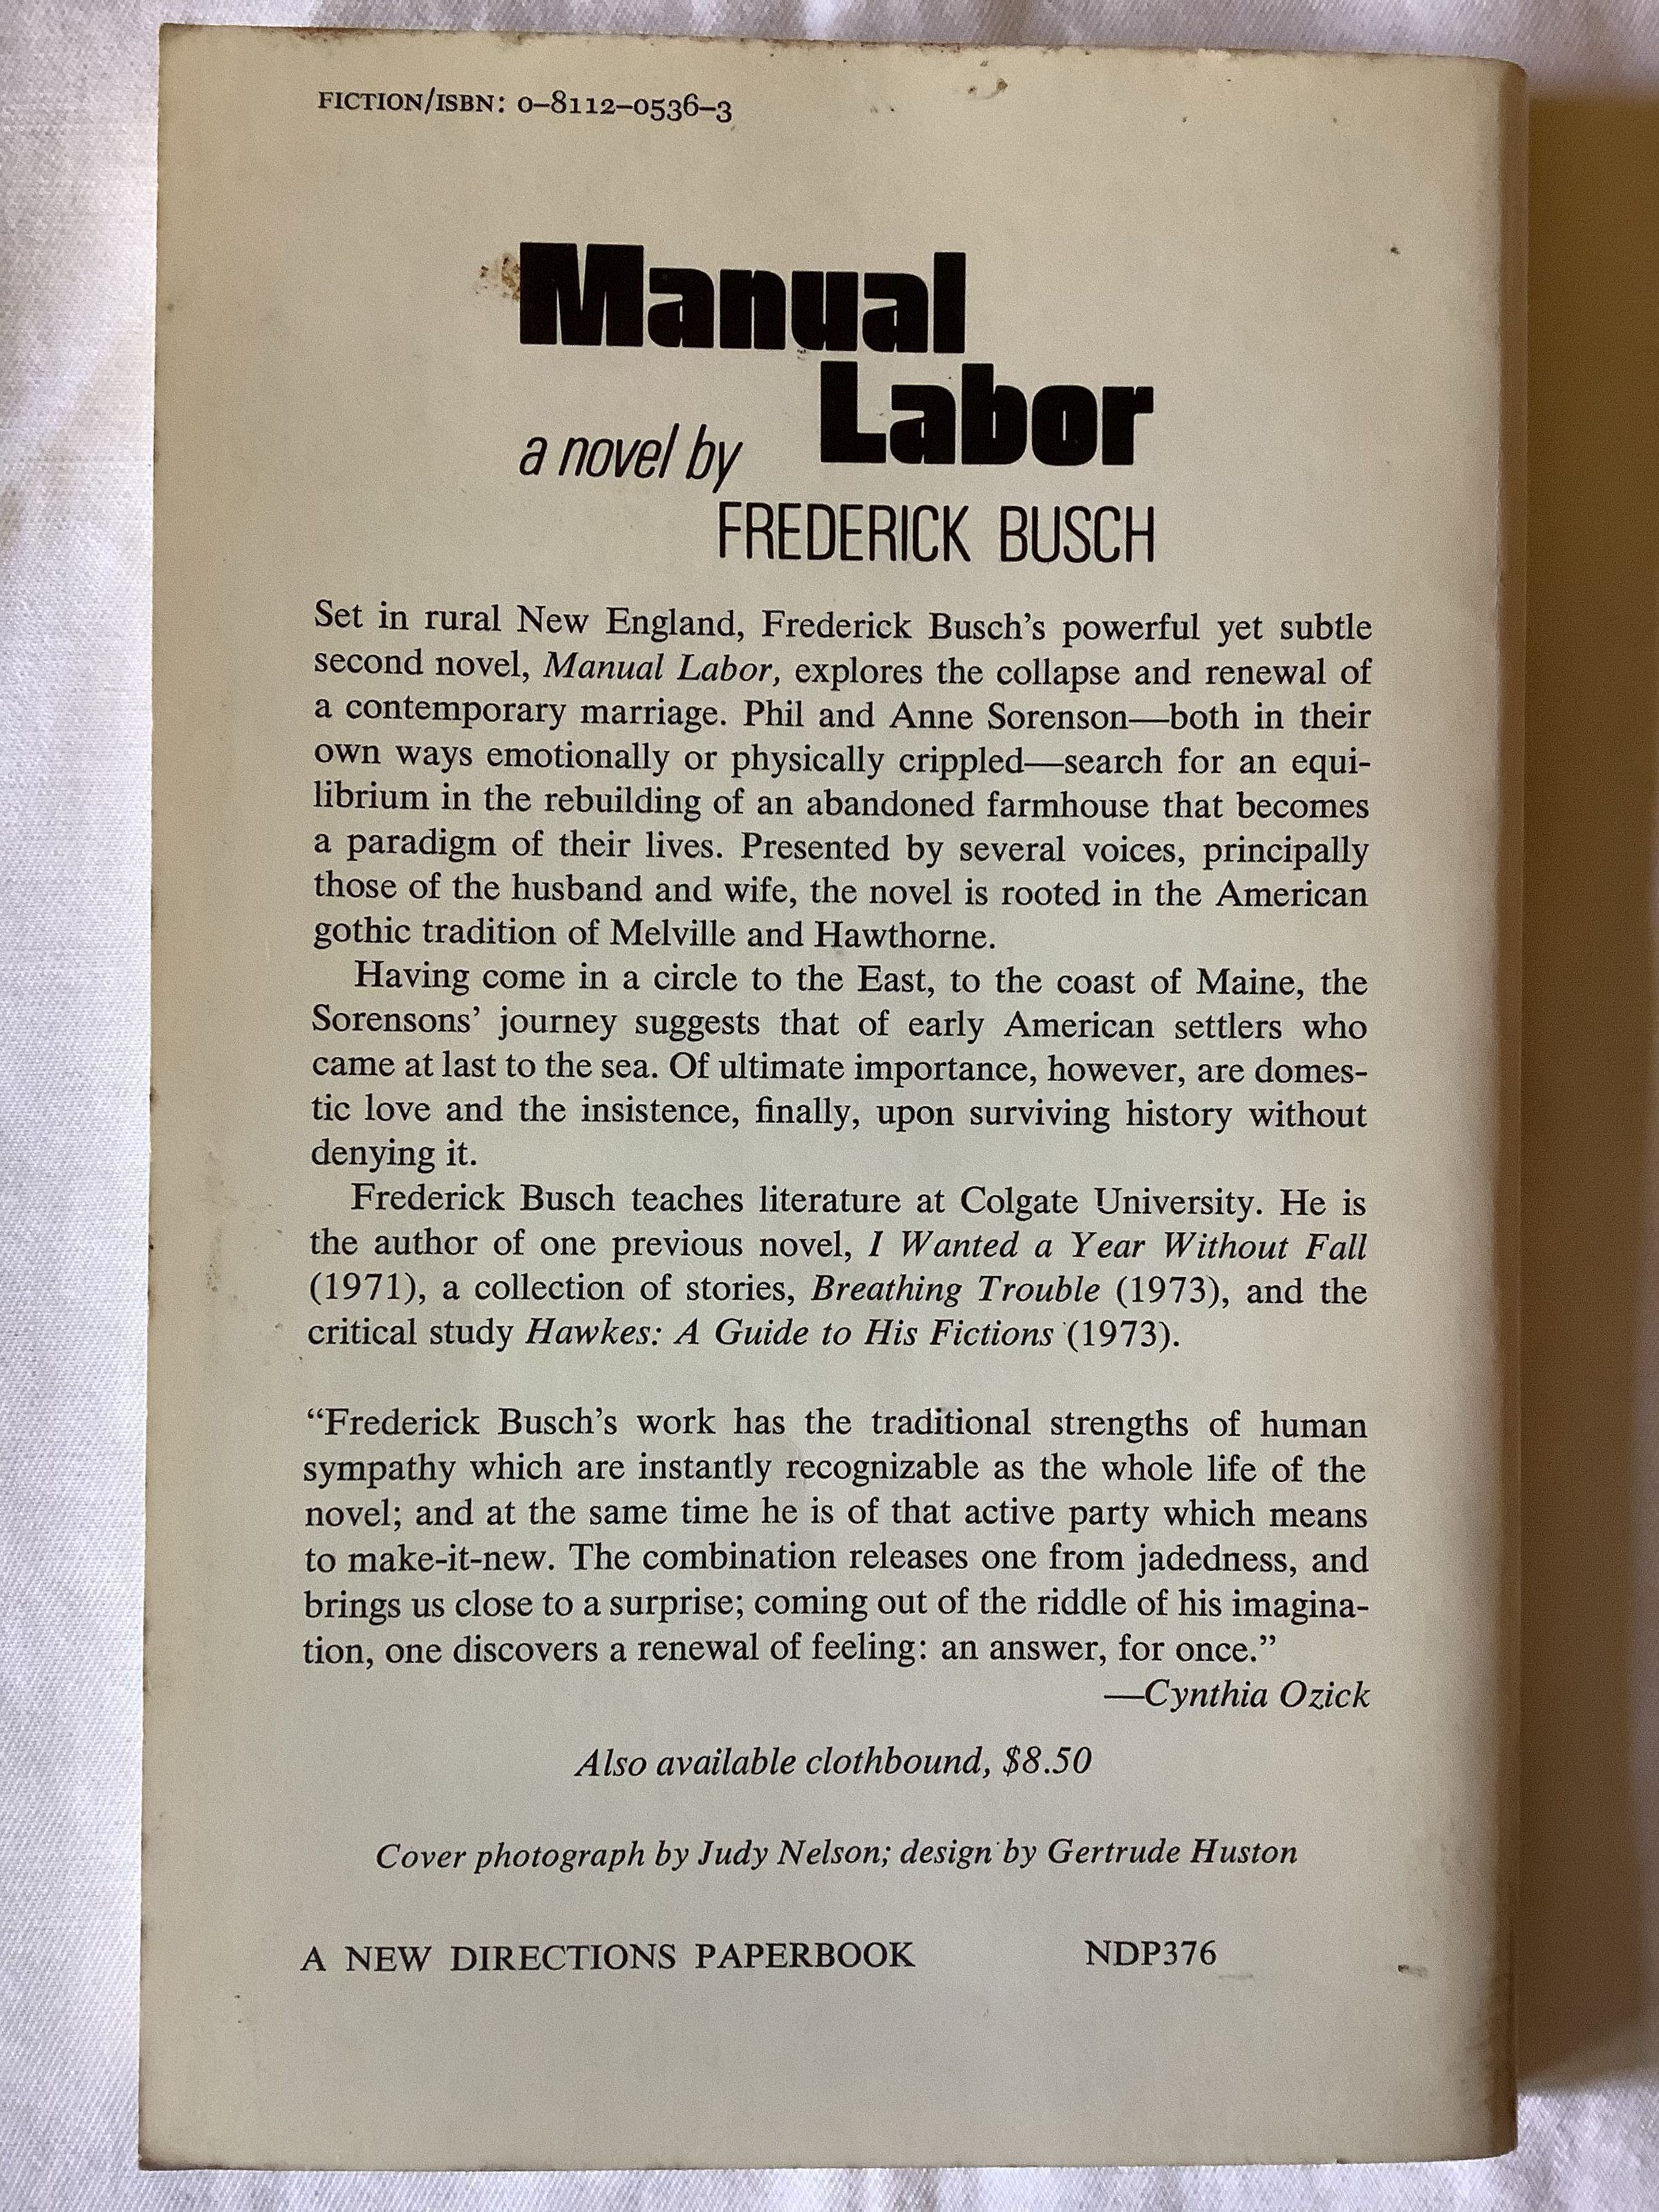 FICTION/ISBN: 0–8112–0536–3
Manual
Labor
a novel by
FREDERICK BUSCH
Set in rural New England, Frederick Busch’s powerful yet subtle
second novel, Manual Labor, explores the collapse and renewal of
a contemporary marriage. Phil and Anne Sorenson—both in their
own ways emotionally or physically crippled—search for an equi-
librium in the rebuilding of an abandoned farmhouse that becomes
a paradigm of their lives. Presented by several voices, principally
those of the husband and wife, the novel is rooted in the American
gothic tradition of Melville and Hawthorne.
Having come in a circle to the East, to the coast of Maine, the
Sorensons’ journey suggests that of early American settlers who
came at last to the sea. Of ultimate importance, however, are domes-
tic love and the insistence, finally, upon surviving history without
denying it.
Frederick Busch teaches literature at Colgate University. He is
the author of one previous novel, I Wanted a Year Without Fall
(1971), a collection of stories, Breathing Trouble (1973), and the
critical study Hawkes: A Guide to His Fictions (1973).
“Frederick Busch’s work has the traditional strengths of human
sympathy which are instantly recognizable as the whole life of the
novel; and at the same time he is of that active party which means
to make-it-new. The combination releases one from jadedness, and
brings us close to a surprise; coming out of the riddle of his imagina-
tion, one discovers a renewal of feeling: an answer, for once.”
—Cynthia Ozick
Also available clothbound, $8.50
Cover photograph by Judy Nelson; design by Gertrude Huston
A NEW DIRECTIONS PAPERBOOK NDP376